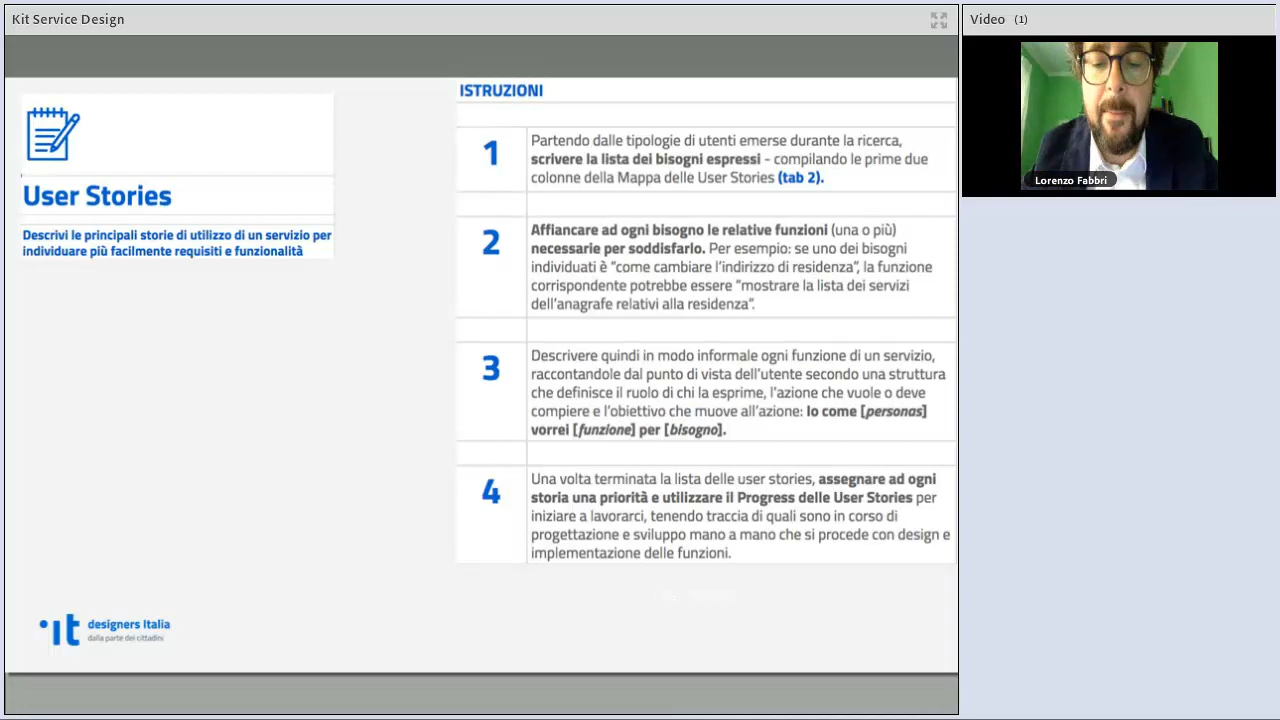 Kit Service Design
Video (1)
Lorenzo Fabbri
User Stories
Descrivi le principali storie di utilizzo di un servizio per
individuare più facilmente requisiti e funzionalità
ISTRUZIONI
1
Partendo dalle tipologie di utenti emerse durante la ricerca,
scrivere la lista dei bisogni espressi - compilando le prime due
colonne della Mappa delle User Stories (tab 2).
2
Affiancare ad ogni bisogno le relative funzioni (una o più)
necessarie per soddisfarlo. Per esempio: se uno dei bisogni
individuati è “come cambiare l’indirizzo di residenza”, la funzione
corrispondente potrebbe essere “mostrare la lista dei servizi
dell’anagrafe relativi alla residenza”.
3
Descrivere quindi in modo informale ogni funzione di un servizio,
raccontandole dal punto di vista dell’utente secondo una struttura
che definisce il ruolo di chi la esprime, l’azione che vuole o deve
compiere e l’obiettivo che muove all’azione: Io come [personas]
vorrei [funzione] per [bisogno].
4
Una volta terminata la lista delle user stories, assegnare ad ogni
storia una priorità e utilizzare il Progress delle User Stories per
iniziare a lavorarci, tenendo traccia di quali sono in corso di
progettazione e sviluppo mano a mano che si procede con design e
implementazione delle funzioni.
it
designers Italia
dalla parte dei cittadini